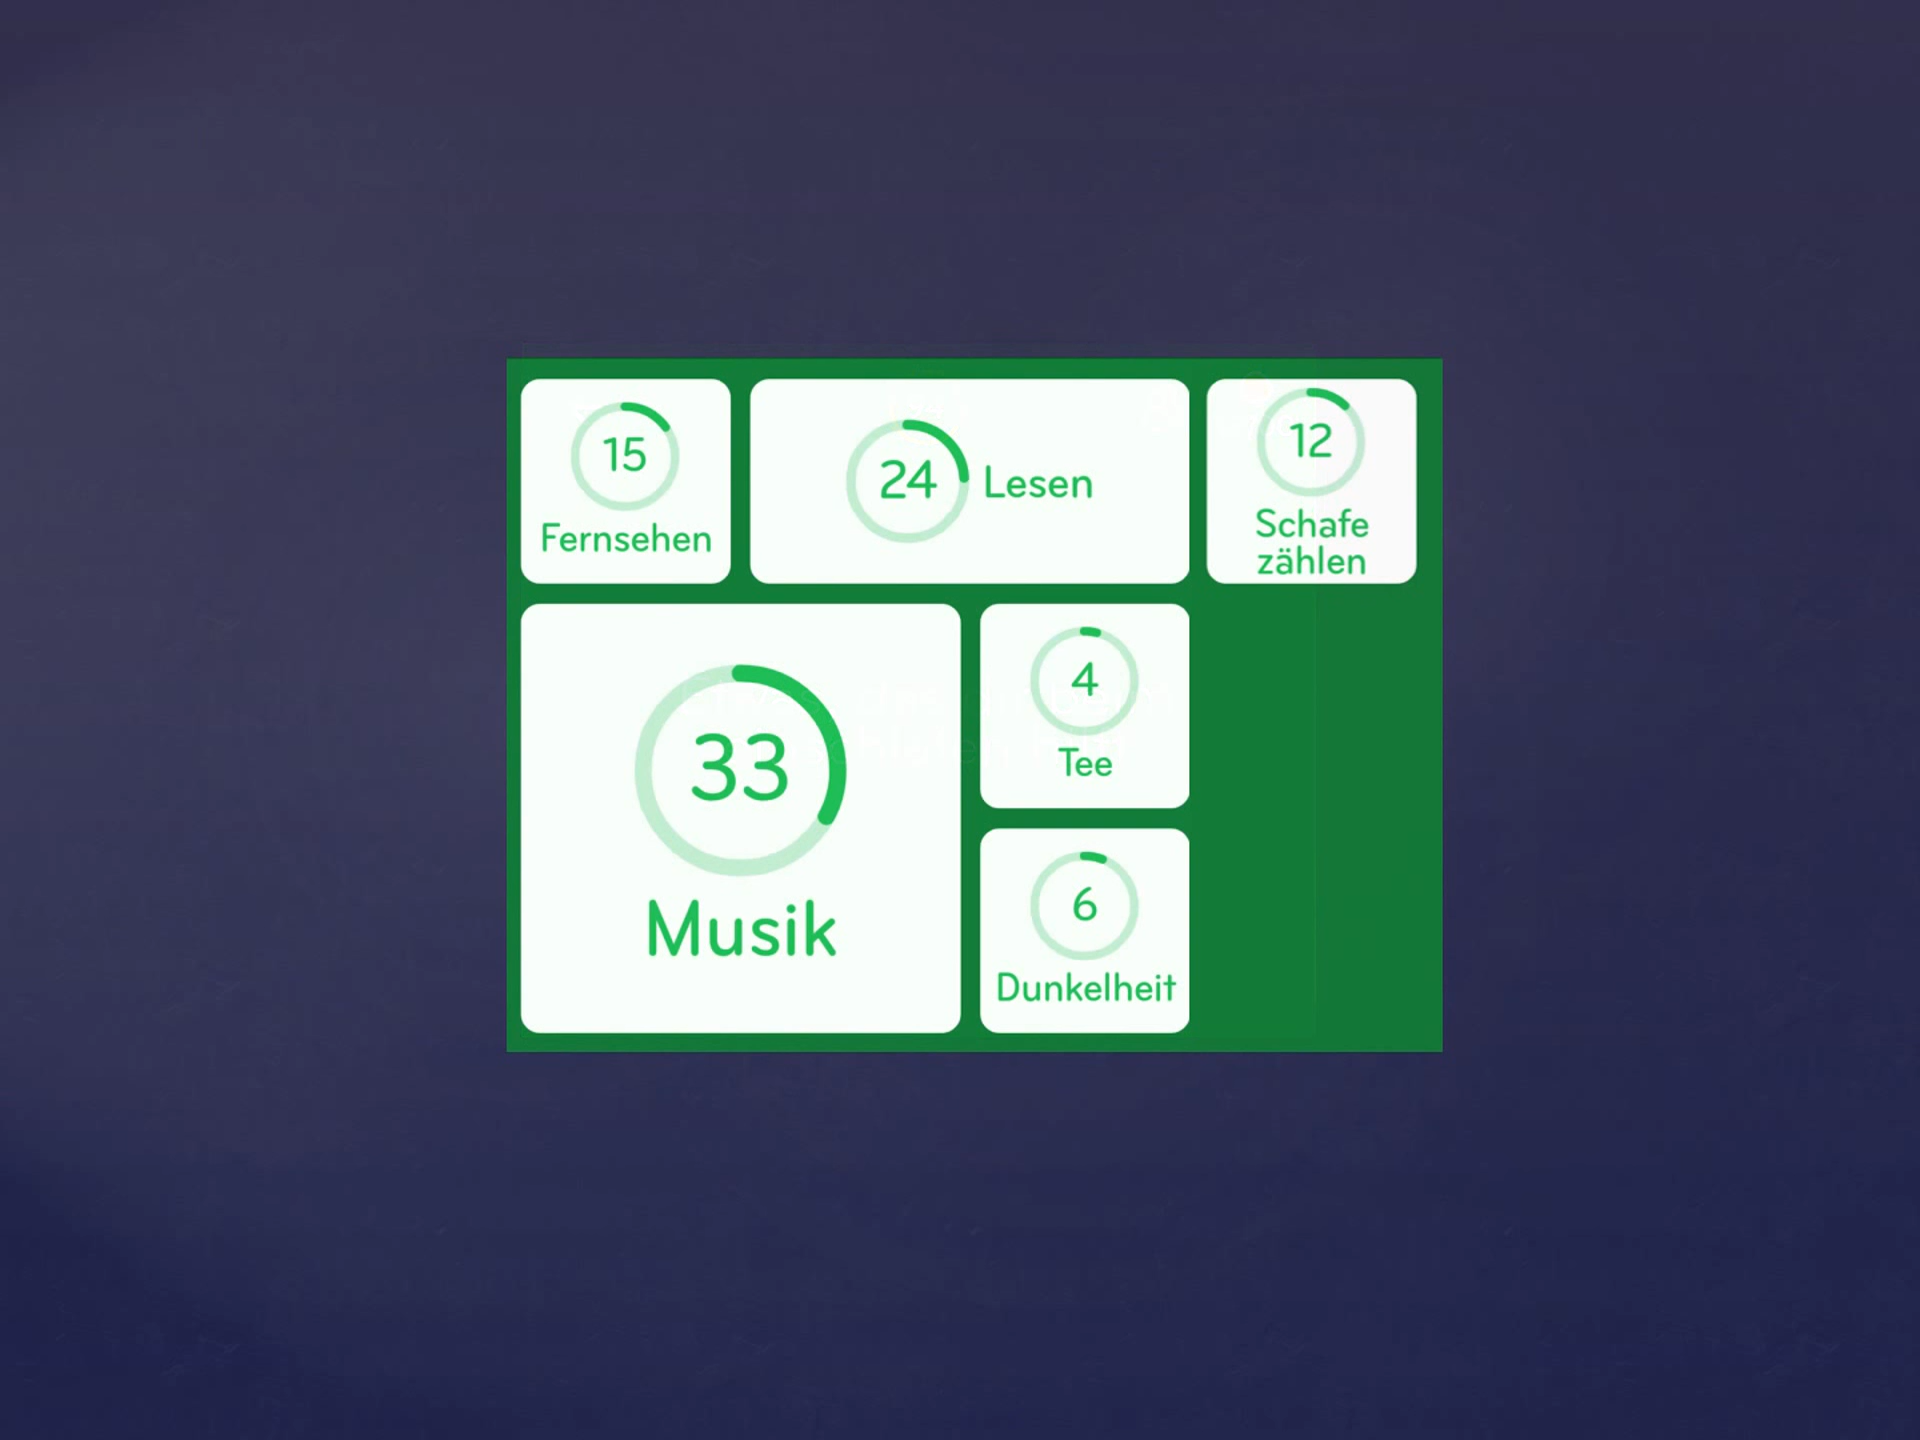 15
Fernsehen
24 Lesen
12
Schafe
zählen
33
Musik
4
Tee
6
Dunkelheit